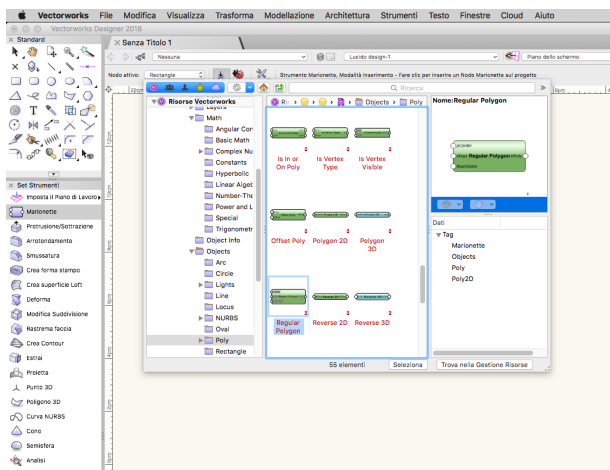 Vectorworks File Modifica Visualizza Trasforma Modellazione Architettura Strumenti Testo Finestre Cloud Aiuto
Vectorworks Designer 2018
Standard
Senza Titolo 1
Nessuna
Lucido design-1
Piano dello schermo
Nodo attivo: Rectangle
Strumento Marionette, Modalità inserimento - Fare clic per inserire un Nodo Marionette sul progetto
Ricerca
Risorse Vectorworks
Layers
Math
Angular Con
Basic Math
Complex Nu
Constants
Hyperbolic
Linear Algel
Number-The
Power and L
Special
Trigonometr
Object Info
Objects
Arc
Circle
Lights
Line
Locus
NURBS
Oval
Poly
Rectangle
Objects
Poly
Is In or On Poly
Is Vertex Type
Is Vertex Visible
Offset Poly
Polygon 2D
Polygon 3D
Regular Polygon
Reverse 2D
Reverse 3D
Nome:Regular Polygon
pCenter
Regular Polygon
Dati
Tag
Marionette
Objects
Poly
Poly2D
55 elementi
Seleziona
Trova nella Gestione Risorse
Set Strumenti
Imposta il Piano di Lavoro
Marionette
Protrusione/Sottrazione
Arrotondamento
Smussatura
Crea forma stampo
Crea superficie Loft
Deforma
Modifica Suddivisione
Rastrema faccia
Crea Contour
Estrai
Proietta
Punto 3D
Poligono 3D
Curva NURBS
Cono
Semisfera
Analisi